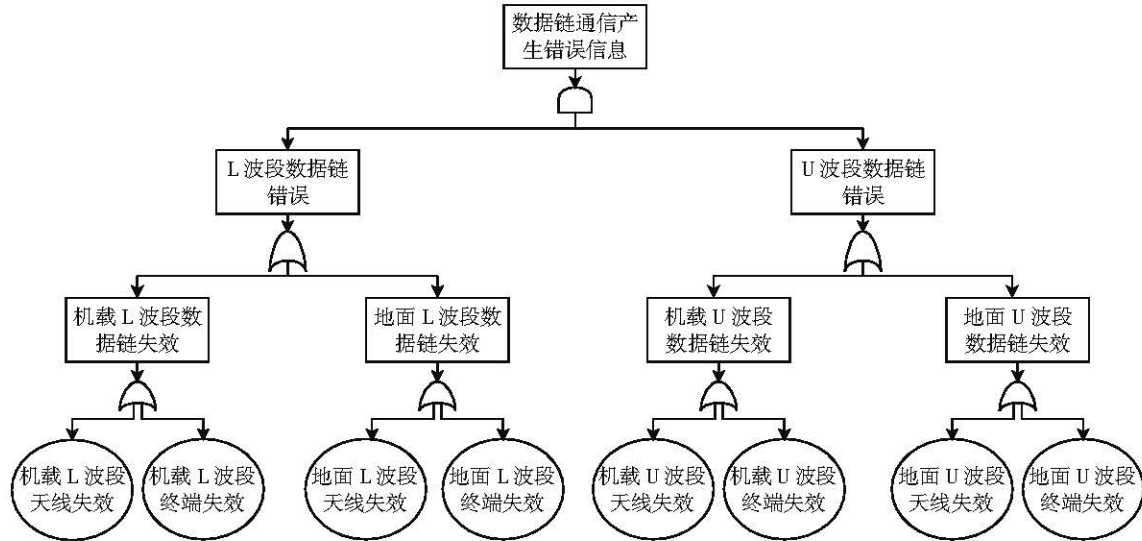 数据链通信产
生错误信息
L 波段数据链
错误
U 波段数据链
错误
机载 L 波段数
据链失效
地面 L 波段数
据链失效
机载 U 波段
数据链失效
地面 U 波段
数据链失效
机载 L 波段
天线失效
机载 L 波段
终端失效
地面 L 波段
天线失效
地面 L 波段
终端失效
机载 U 波段
天线失效
机载 U 波段
终端失效
地面 U 波段
天线失效
地面 U 波段
终端失效